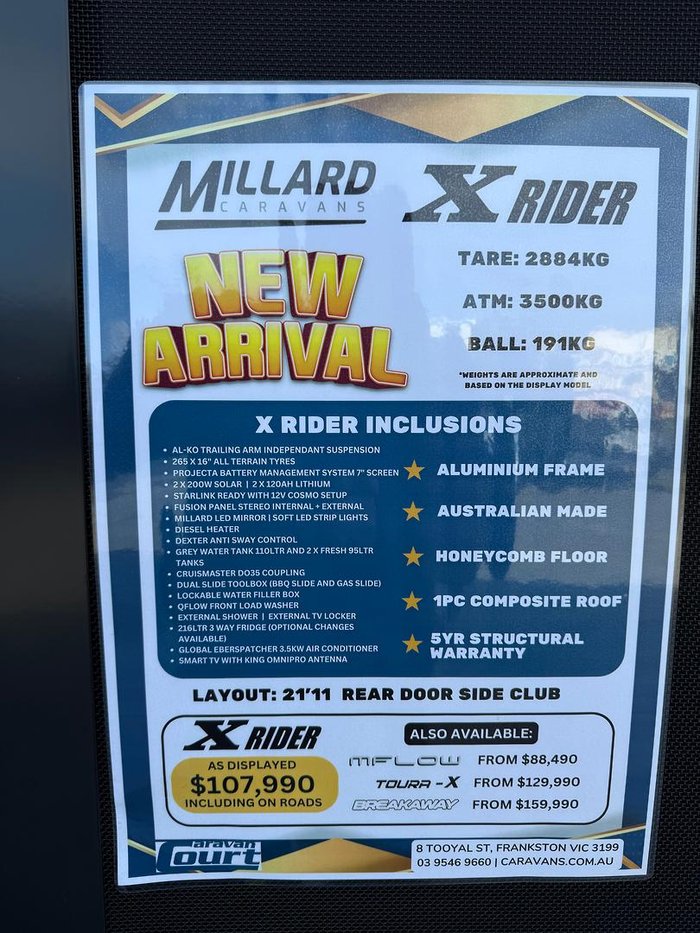 MILLARD
CARAVANS
X RIDER
NEW
ARRIVAL
TARE: 2884KG
ATM: 3500KG
BALL: 191KG
*WEIGHTS ARE APPROXIMATE AND
BASED ON THE DISPLAY MODEL
X RIDER INCLUSIONS
• AL-KO TRAILING ARM INDEPENDANT SUSPENSION
• 265 X 16" ALL TERRAIN TYRES
• PROJECTA BATTERY MANAGEMENT SYSTEM 7" SCREEN
• 2 X 200W SOLAR | 2 X 120AH LITHIUM
• STARLINK READY WITH 12V COSMO SETUP
• FUSION PANEL STEREO INTERNAL + EXTERNAL
• MILLARD LED MIRROR | SOFT LED STRIP LIGHTS
• DIESEL HEATER
• DEXTER ANTI SWAY CONTROL
• GREY WATER TANK 110LTR AND 2 X FRESH 95LTR
TANKS
• CRUISMASTER DO35 COUPLING
• DUAL SLIDE TOOLBOX (BBQ SLIDE AND GAS SLIDE)
• LOCKABLE WATER FILLER BOX
• QFLOW FRONT LOAD WASHER
• EXTERNAL SHOWER | EXTERNAL TV LOCKER
• 216LTR 3 WAY FRIDGE (OPTIONAL CHANGES
AVAILABLE)
• GLOBAL EBERSPATCHER 3.5KW AIR CONDITIONER
• SMART TV WITH KING OMNIPRO ANTENNA
ALUMINIUM FRAME
AUSTRALIAN MADE
HONEYCOMB FLOOR
1PC COMPOSITE ROOF
5YR STRUCTURAL
WARRANTY
LAYOUT: 21'11 REAR DOOR SIDE CLUB
X RIDER
AS DISPLAYED
$107,990
INCLUDING ON ROADS
ALSO AVAILABLE:
MFLOW FROM $88,490
TOURA-X FROM $129,990
BREAKAWAY FROM $159,990
Caravan
Court
8 TOOYAL ST, FRANKSTON VIC 3199
03 9546 9660 | CARAVANS.COM.AU